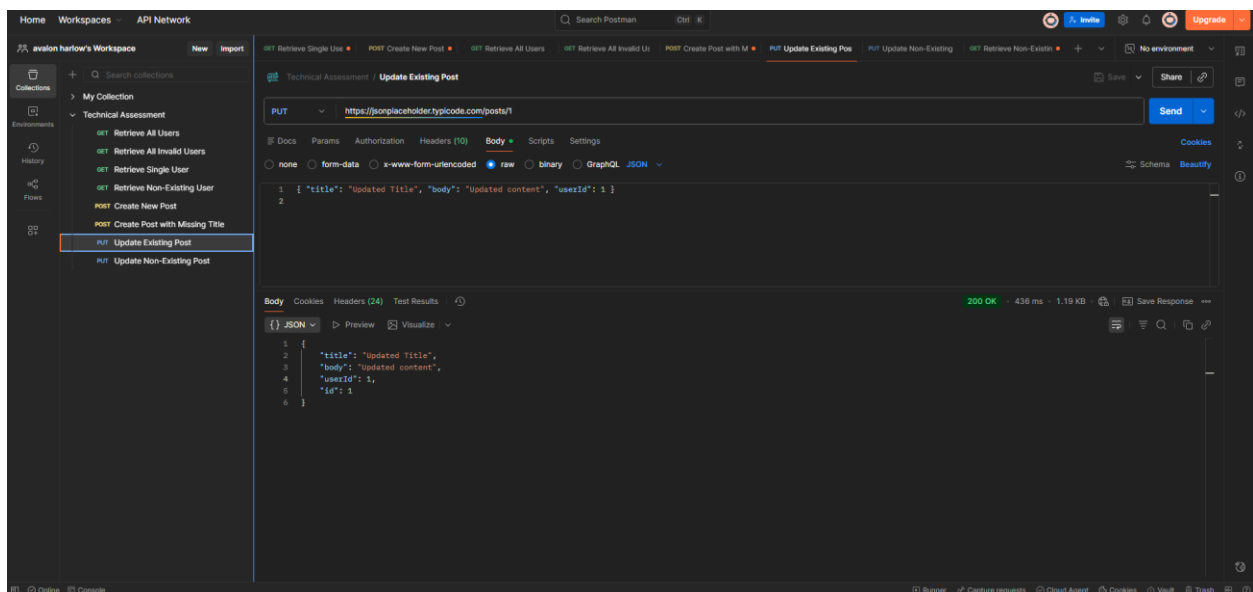 Home Workspaces API Network Search Postman Ctrl K Invite Upgrade
avalon harlow's Workspace New Import GET Retrieve Single Use POST Create New Post GET Retrieve All Users GET Retrieve All Invalid Us POST Create Post with M PUT Update Existing Pos PUT Update Non-Existing GET Retrieve Non-Existin No environment
Collections
Environments
History
Flows
Search collections
My Collection
Technical Assessment
GET Retrieve All Users
GET Retrieve All Invalid Users
GET Retrieve Single User
GET Retrieve Non-Existing User
POST Create New Post
POST Create Post with Missing Title
PUT Update Existing Post
PUT Update Non-Existing Post
Technical Assessment / Update Existing Post Save Share
PUT https://jsonplaceholder.typicode.com/posts/1 Send
Docs Params Authorization Headers (10) Body Scripts Settings Cookies
none form-data x-www-form-urlencoded raw binary GraphQL JSON Schema Beautify
1 { "title": "Updated Title", "body": "Updated content", "userId": 1 }
2
Body Cookies Headers (24) Test Results 200 OK 436 ms 1.19 KB Save Response
{} JSON Preview Visualize
1 {
2 "title": "Updated Title",
3 "body": "Updated content",
4 "userId": 1,
5 "id": 1
6 }
Online Console Runner Capture requests Cloud Agent Cookies Vault Trash